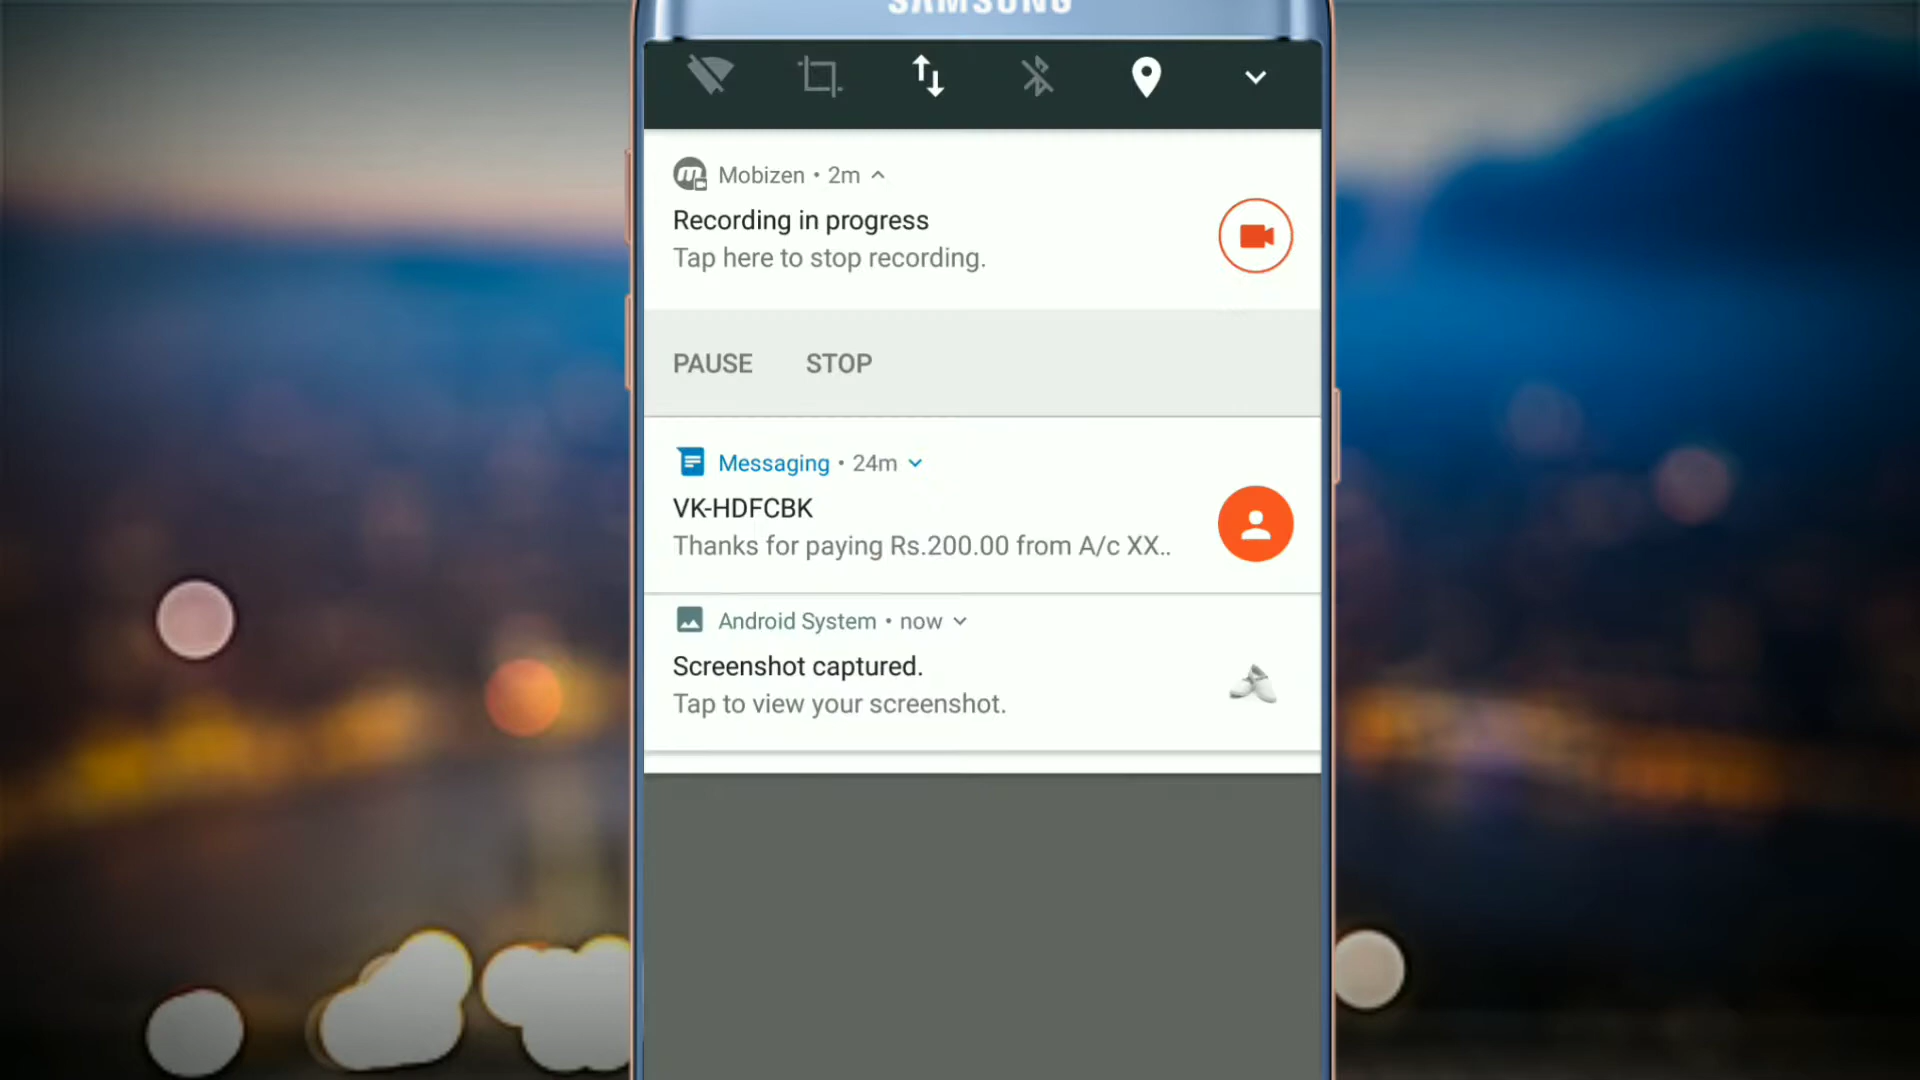 SAMSUNG
Mobizen • 2m
Recording in progress
Tap here to stop recording.
PAUSE STOP
Messaging • 24m
VK-HDFCBK
Thanks for paying Rs.200.00 from A/c XX..
Android System • now
Screenshot captured.
Tap to view your screenshot.